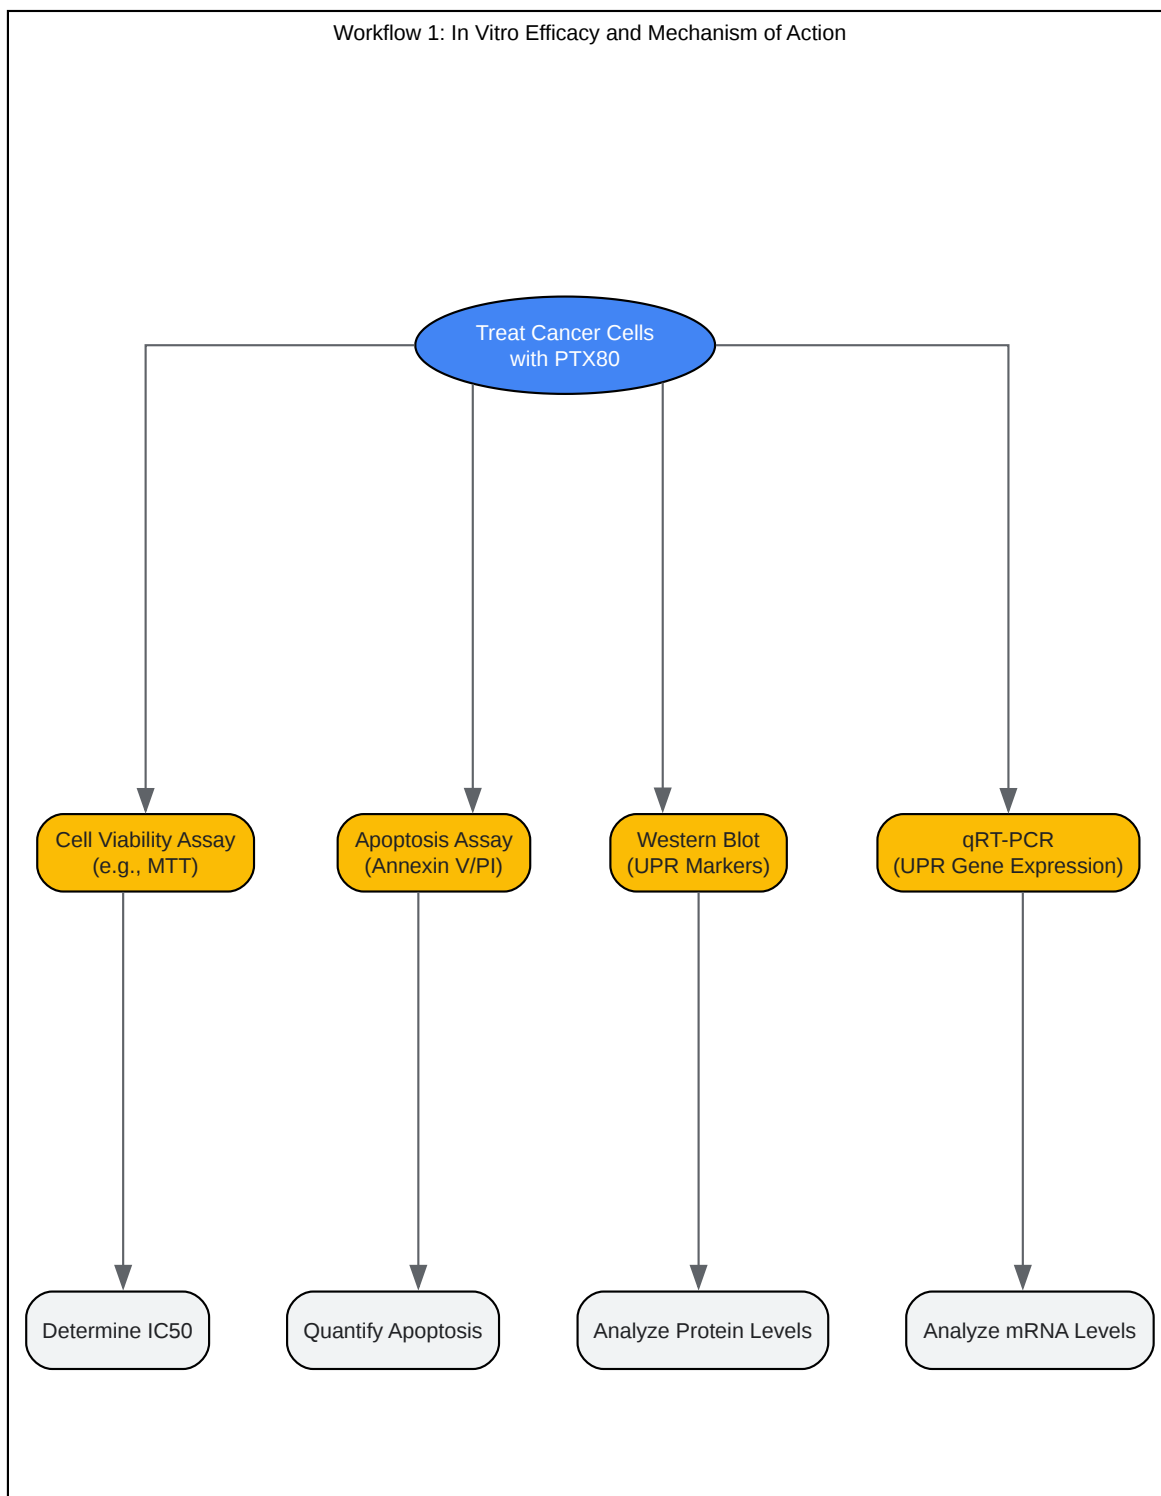 Workflow 1: In Vitro Efficacy and Mechanism of Action
Treat Cancer Cells
with PTX80
Cell Viability Assay
(e.g., MTT)
Apoptosis Assay
(Annexin V/PI)
Western Blot
(UPR Markers)
qRT-PCR
(UPR Gene Expression)
Determine IC50
Quantify Apoptosis
Analyze Protein Levels
Analyze mRNA Levels